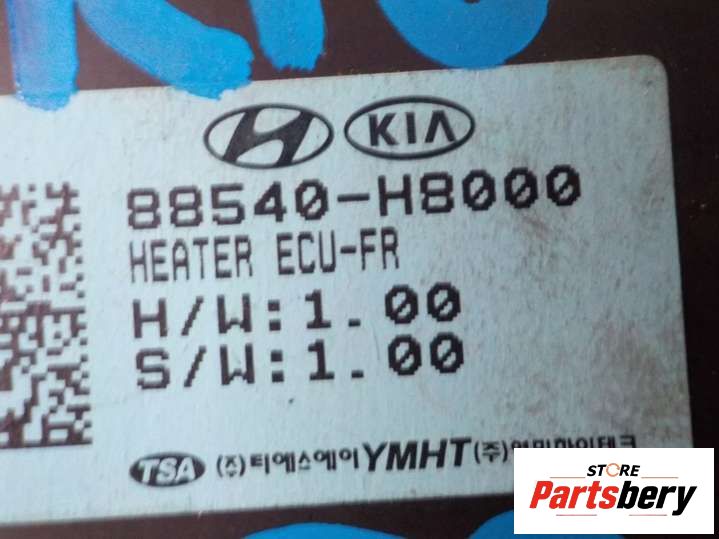 KIA
88540-H8000
HEATER ECU-FR
H/W:1.00
S/W:1.00
TSA (주)티에스에이 YMHT (주)
STORE
Partsbery